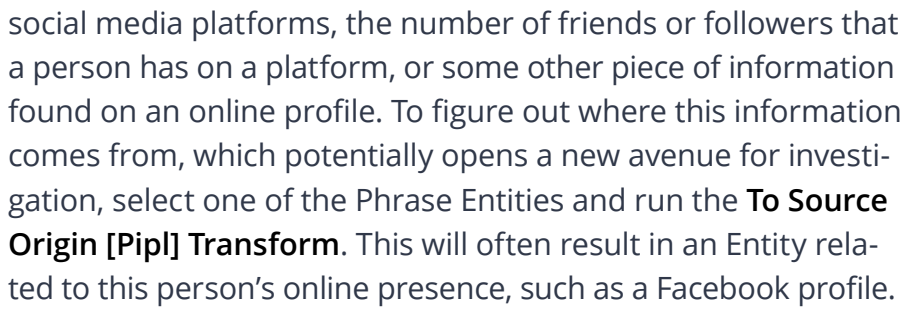 social media platforms, the number of friends or followers that
a person has on a platform, or some other piece of information
found on an online profile. To figure out where this information
comes from, which potentially opens a new avenue for investi-
gation, select one of the Phrase Entities and run the To Source
Origin [Pipl] Transform. This will often result in an Entity rela-
ted to this person’s online presence, such as a Facebook profile.